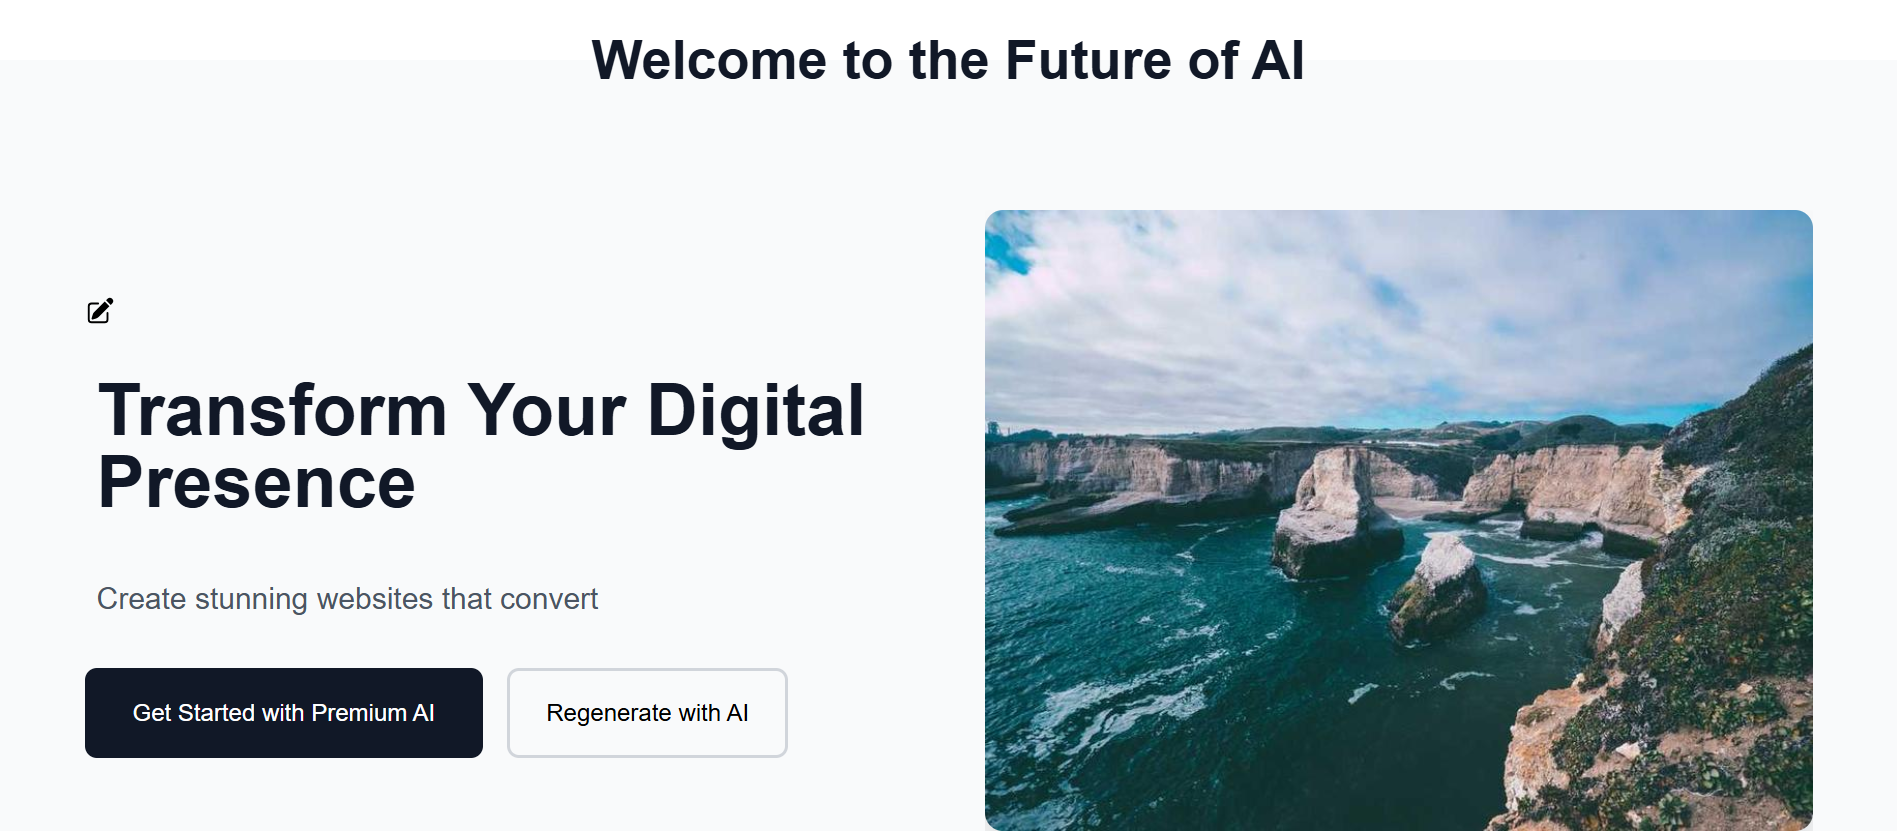 Welcome to the Future of AI
Transform Your Digital
Presence
Create stunning websites that convert
Get Started with Premium AI
Regenerate with AI